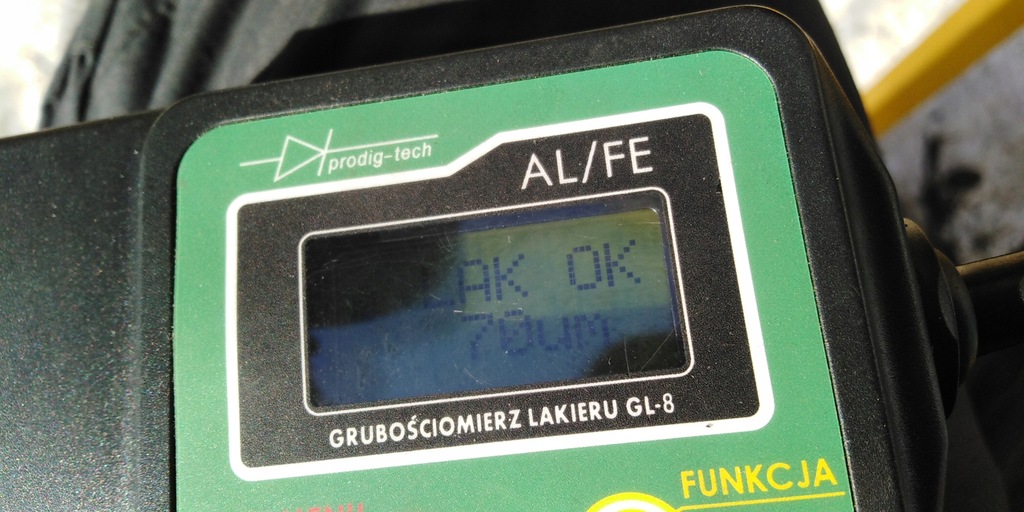 prodig-tech
AL/FE
LAK OK
70um
GRUBOŚCIOMIERZ LAKIERU GL-8
FUNKCJA